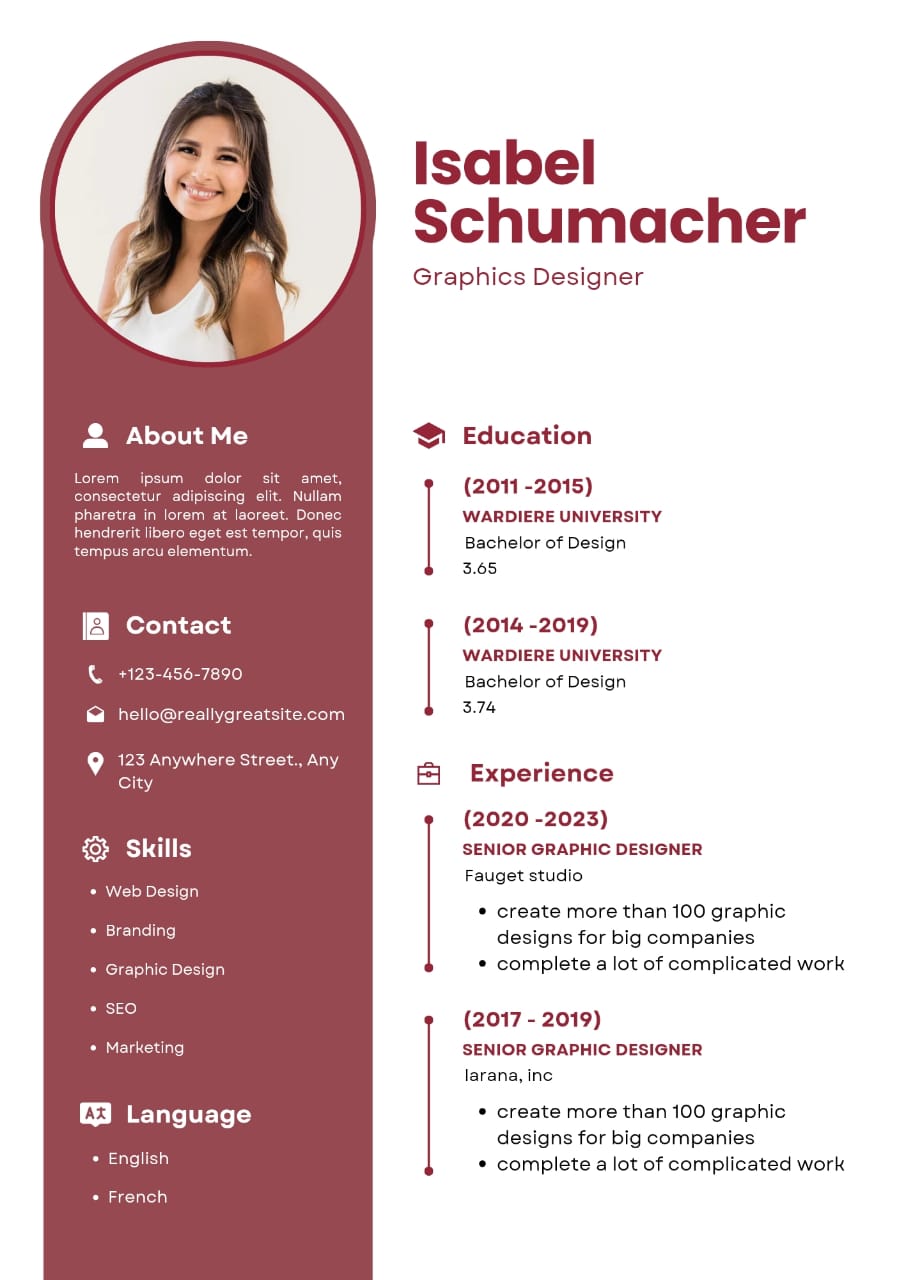 Isabel
Schumacher
Graphics Designer
About Me
Lorem ipsum dolor sit amet,
consectetur adipiscing elit. Nullam
pharetra in lorem at laoreet. Donec
hendrerit libero eget est tempor, quis
tempus arcu elementum.
Contact
+123-456-7890
hello@reallygreatsite.com
123 Anywhere Street., Any
City
Skills
• Web Design
• Branding
• Graphic Design
• SEO
• Marketing
Language
• English
• French
Education
(2011 -2015)
WARDIERE UNIVERSITY
Bachelor of Design
3.65
(2014 -2019)
WARDIERE UNIVERSITY
Bachelor of Design
3.74
Experience
(2020 -2023)
SENIOR GRAPHIC DESIGNER
Fauget studio
• create more than 100 graphic
designs for big companies
• complete a lot of complicated work
(2017 - 2019)
SENIOR GRAPHIC DESIGNER
larana, inc
• create more than 100 graphic
designs for big companies
• complete a lot of complicated work